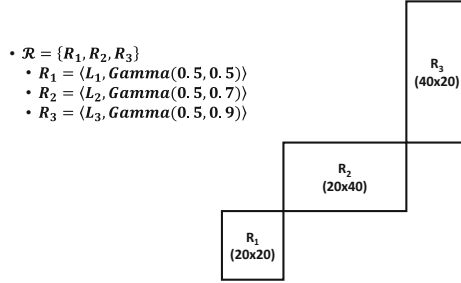 • 𝓡 = {R₁, R₂, R₃}
• R₁ = ⟨L₁, Gamma(0.5, 0.5)⟩
• R₂ = ⟨L₂, Gamma(0.5, 0.7)⟩
• R₃ = ⟨L₃, Gamma(0.5, 0.9)⟩
R₃
(40x20)
R₂
(20x40)
R₁
(20x20)